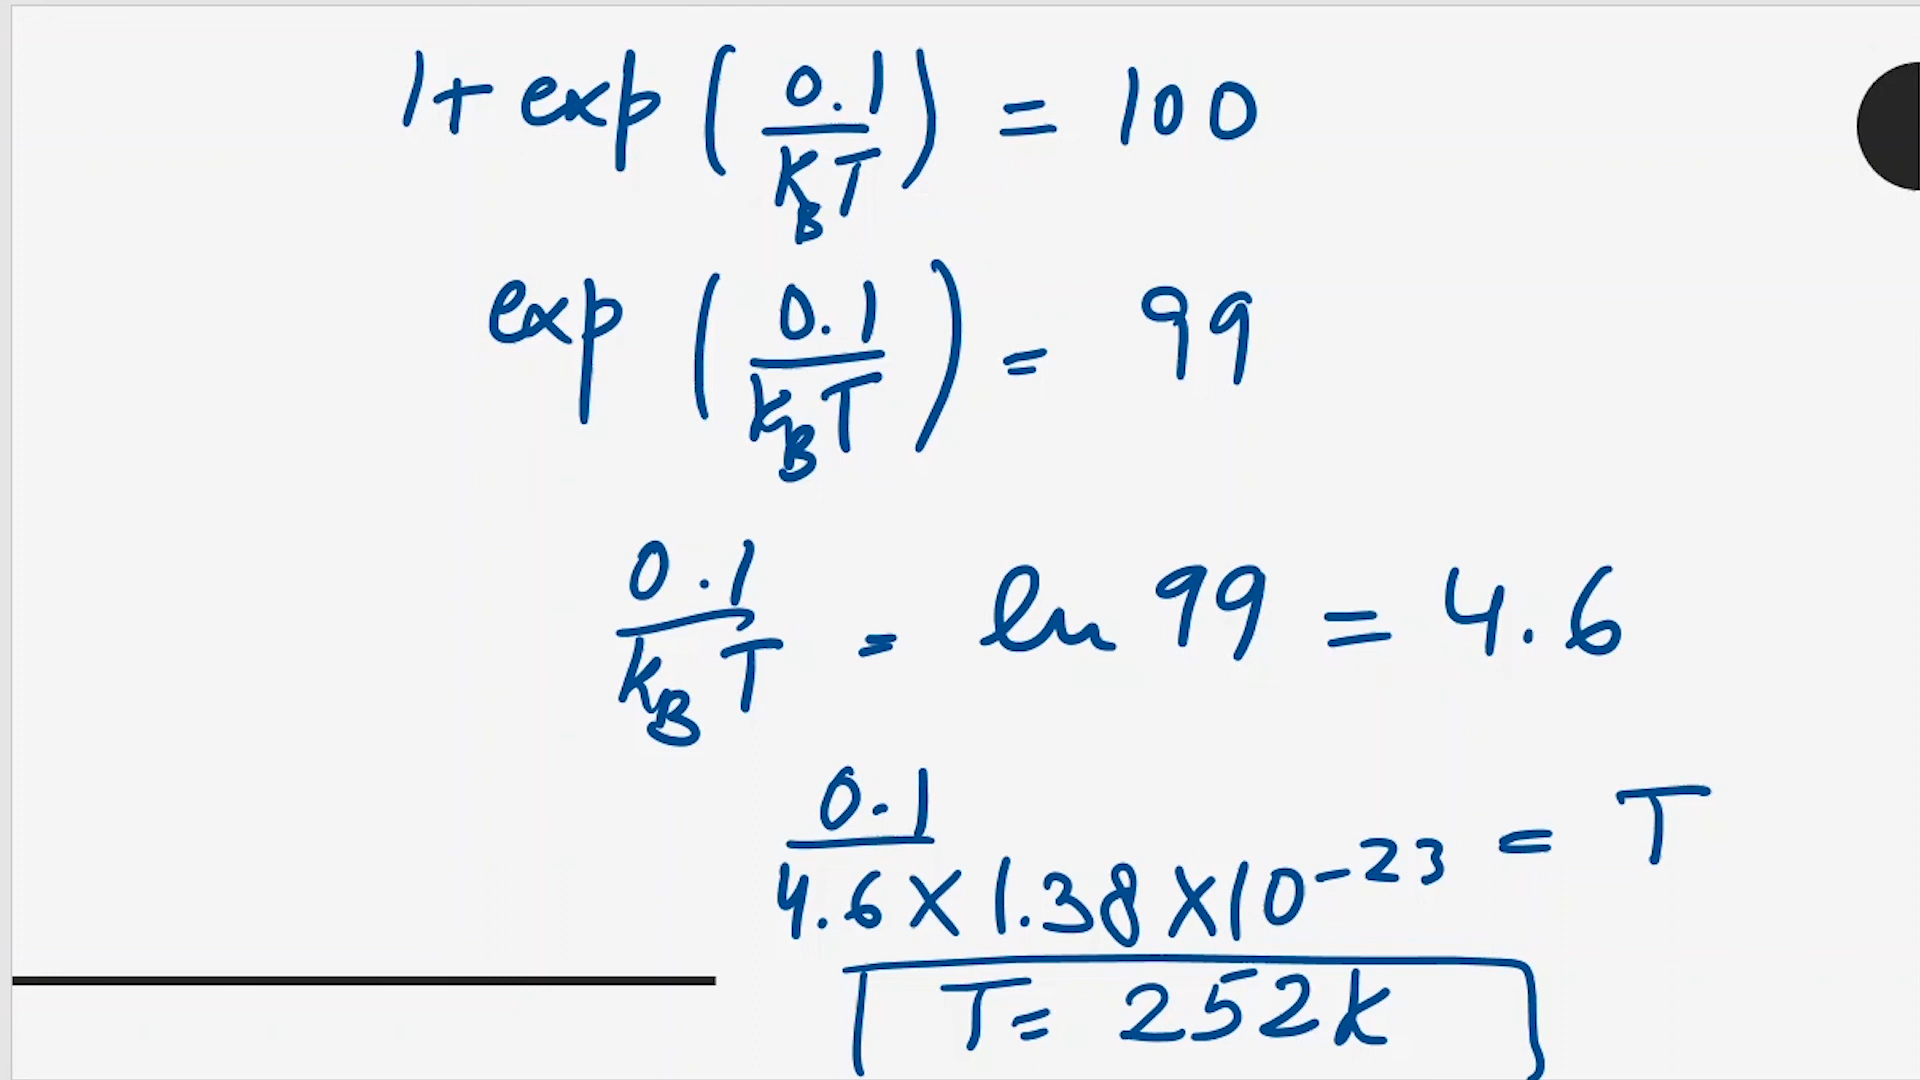 1+ exp (0.1/K_B T) = 100
exp (0.1/K_B T) = 99
0.1/K_B T = ln 99 = 4.6
0.1/4.6 × 1.38 × 10^-23 = T
T = 252K